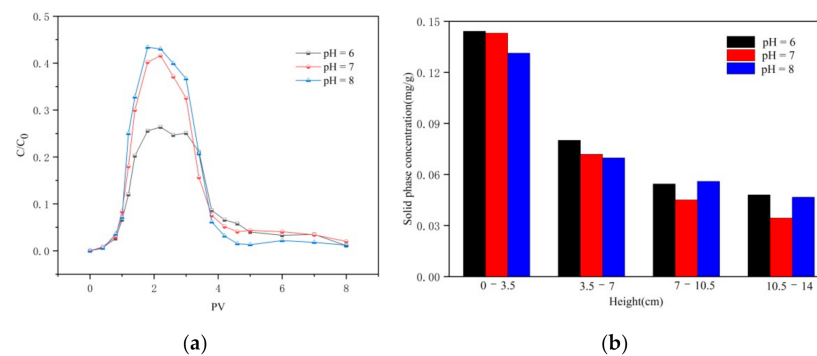 (a)
pH = 6
pH = 7
pH = 8
C/C0
0.5
0.4
0.3
0.2
0.1
0.0
0 2 4 6 8
PV
(a)
(b)
pH = 6
pH = 7
pH = 8
Solid phase concentration(mg/g)
0.15
0.12
0.09
0.06
0.03
0.00
0 − 3.5 3.5 − 7 7 − 10.5 10.5 − 14
Height(cm)
(b)